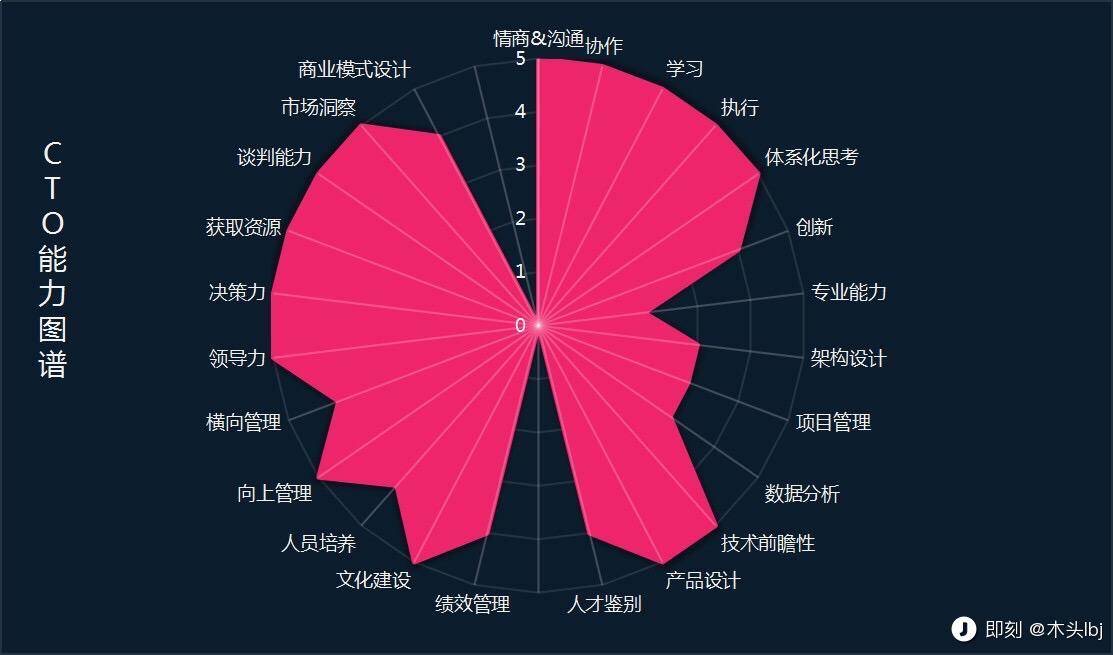 CTO能力图谱
情商&沟通
协作
学习
执行
体系化思考
创新
专业能力
架构设计
项目管理
数据分析
技术前瞻性
产品设计
人才鉴别
绩效管理
文化建设
人员培养
向上管理
横向管理
领导力
决策力
获取资源
谈判能力
市场洞察
商业模式设计
5
4
3
2
1
0
即刻 @木头lbj